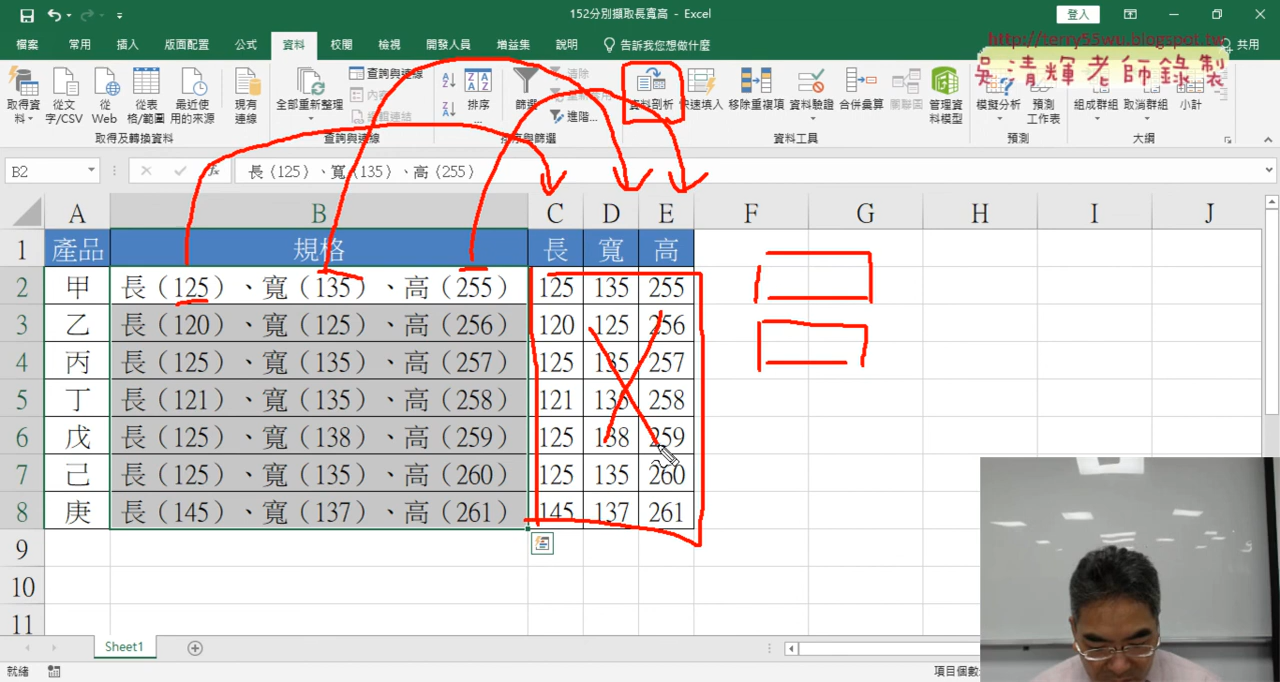 152分別擷取長寬高 - Excel
登入
檔案 常用 插入 版面配置 公式 資料 校閱 檢視 開發人員 增益集 說明 告訴我您想做什麼 共用
http://terry55wu.blogspot.tw
吳清輝老師錄製
取得資料 從文字/CSV 從Web 從表格/範圍 最近使用的來源 現有連線
取得及轉換資料
全部重新整理 查詢與連線
查詢與連線
排序 篩選 清除 進階...
排序與篩選
資料剖析 快速填入 移除重複項 資料驗證 合併彙算 關聯圖 管理資料模型
資料工具
模擬分析 預測工作表
預測
組成群組 取消群組 小計
大綱
B2 fx 長（125）、寬（135）、高（255）
A B C D E F G H I J
1 產品 規格 長 寬 高
2 甲 長（125）、寬（135）、高（255） 125 135 255
3 乙 長（120）、寬（125）、高（256） 120 125 256
4 丙 長（125）、寬（135）、高（257） 125 135 257
5 丁 長（121）、寬（135）、高（258） 121 135 258
6 戊 長（125）、寬（138）、高（259） 125 138 259
7 己 長（125）、寬（135）、高（260） 125 135 260
8 庚 長（145）、寬（137）、高（261） 145 137 261
9
10
11
Sheet1
就緒
項目個數